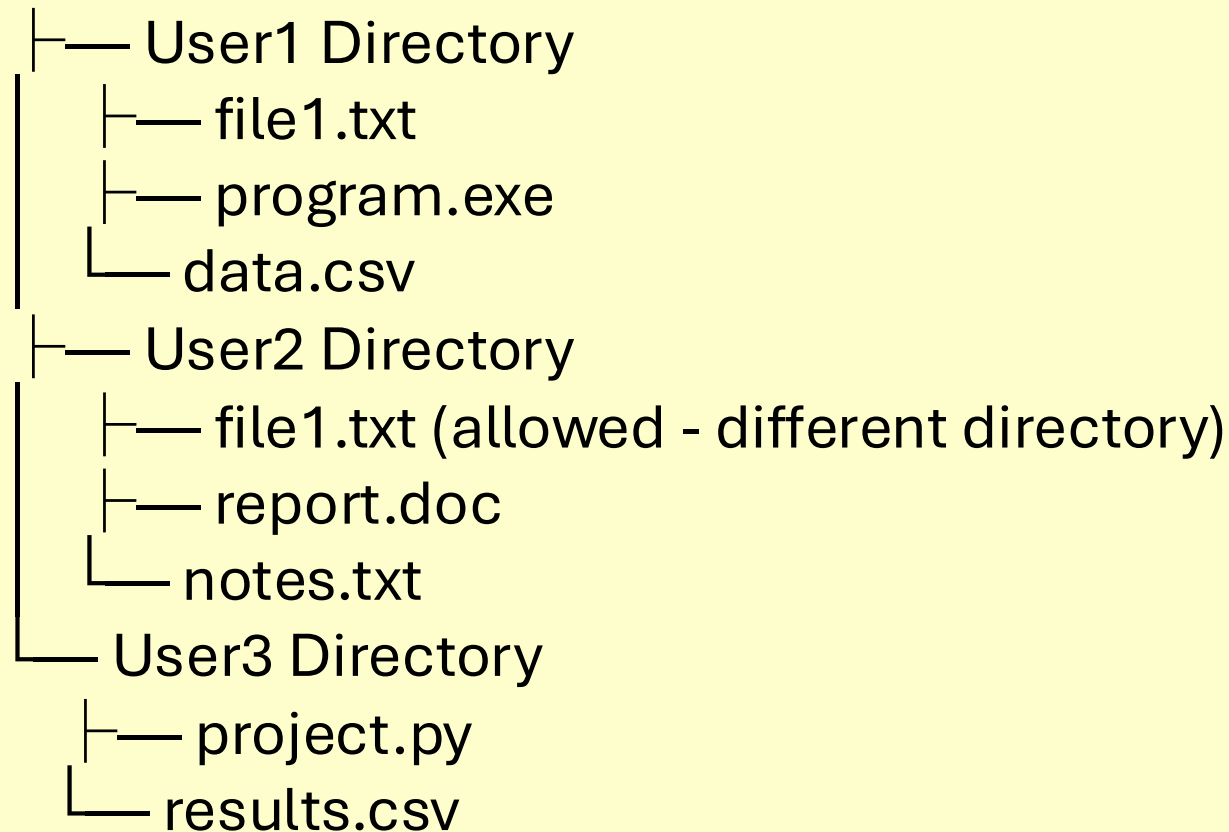 ├── User1 Directory
│   ├── file1.txt
│   ├── program.exe
│   └── data.csv
├── User2 Directory
│   ├── file1.txt (allowed - different directory)
│   ├── report.doc
│   └── notes.txt
└── User3 Directory
    ├── project.py
    └── results.csv